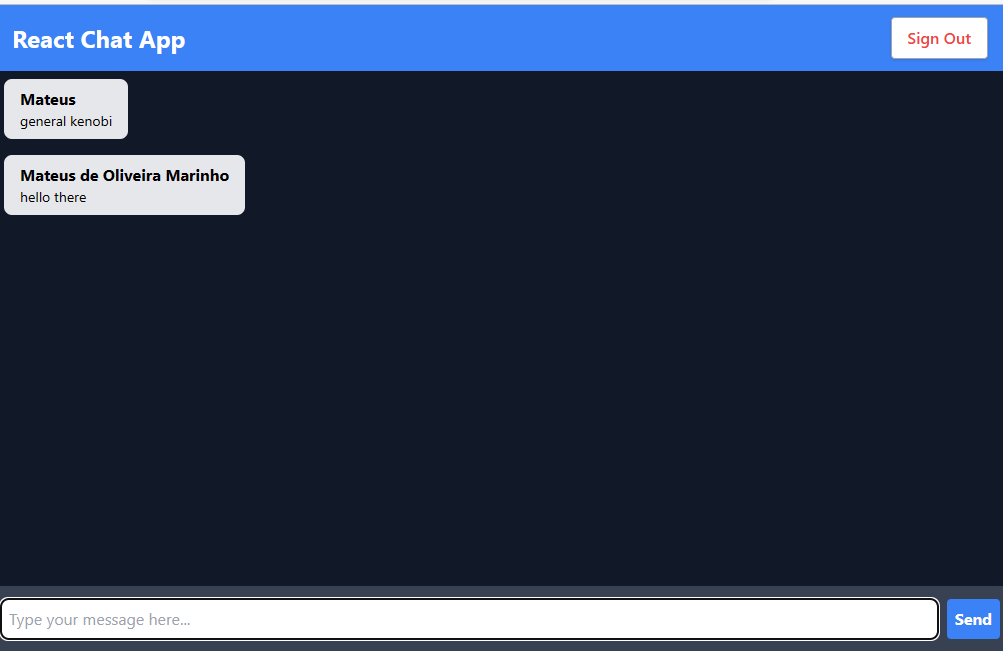 React Chat App
Sign Out
Mateus
general kenobi
Mateus de Oliveira Marinho
hello there
Type your message here...
Send